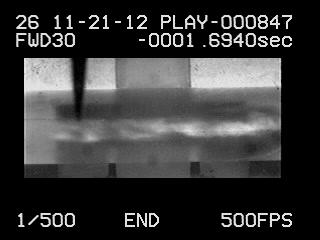 26 11-21-12 PLAY-000847
FWD30 -0001.6940sec
1/500 END 500FPS